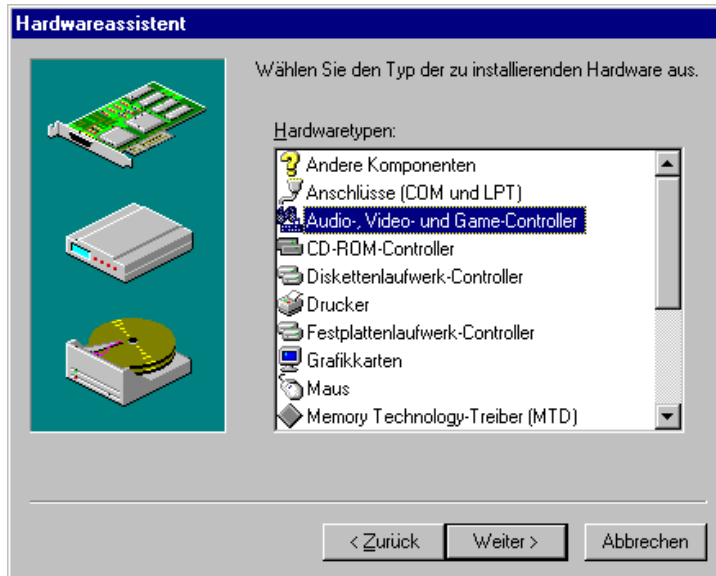 Hardwareassistent
Wählen Sie den Typ der zu installierenden Hardware aus.
Hardwaretypen:
Andere Komponenten
Anschlüsse (COM und LPT)
Audio-, Video- und Game-Controller
CD-ROM-Controller
Diskettenlaufwerk-Controller
Drucker
Festplattenlaufwerk-Controller
Grafikkarten
Maus
Memory Technology-Treiber (MTD)
< Zurück
Weiter >
Abbrechen